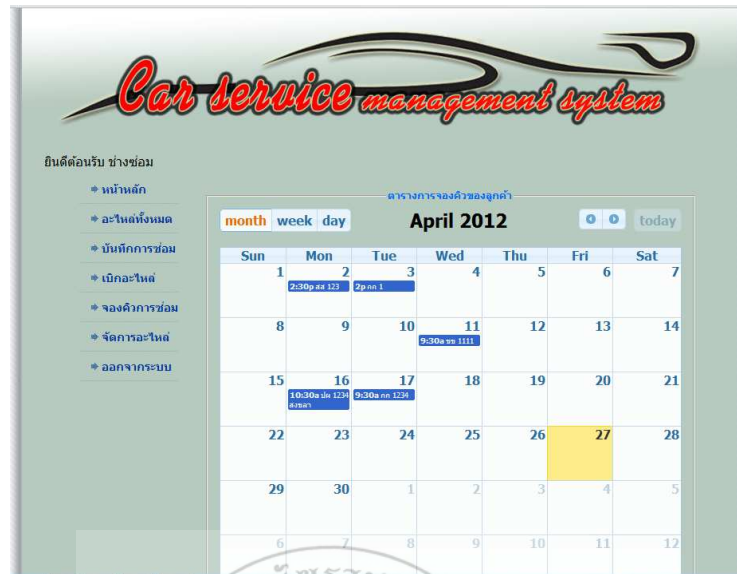 Car service management system
ยินดีต้อนรับ ช่างซ่อม
หน้าหลัก
อะไหล่ทั้งหมด
บันทึกการซ่อม
เบิกอะไหล่
จองคิวการซ่อม
จัดการอะไหล่
ออกจากระบบ
ตารางการจองคิวของลูกค้า
month week day April 2012 today
Sun Mon Tue Wed Thu Fri Sat
1 2 3 4 5 6 7
2:30p สส 123 2p กก 1
8 9 10 11 12 13 14
9:30a ขข 1111
15 16 17 18 19 20 21
10:30a 1234 9:30a กก 1234
สงขลา
22 23 24 25 26 27 28
29 30 1 2 3 4 5
6 7 8 9 10 11 12